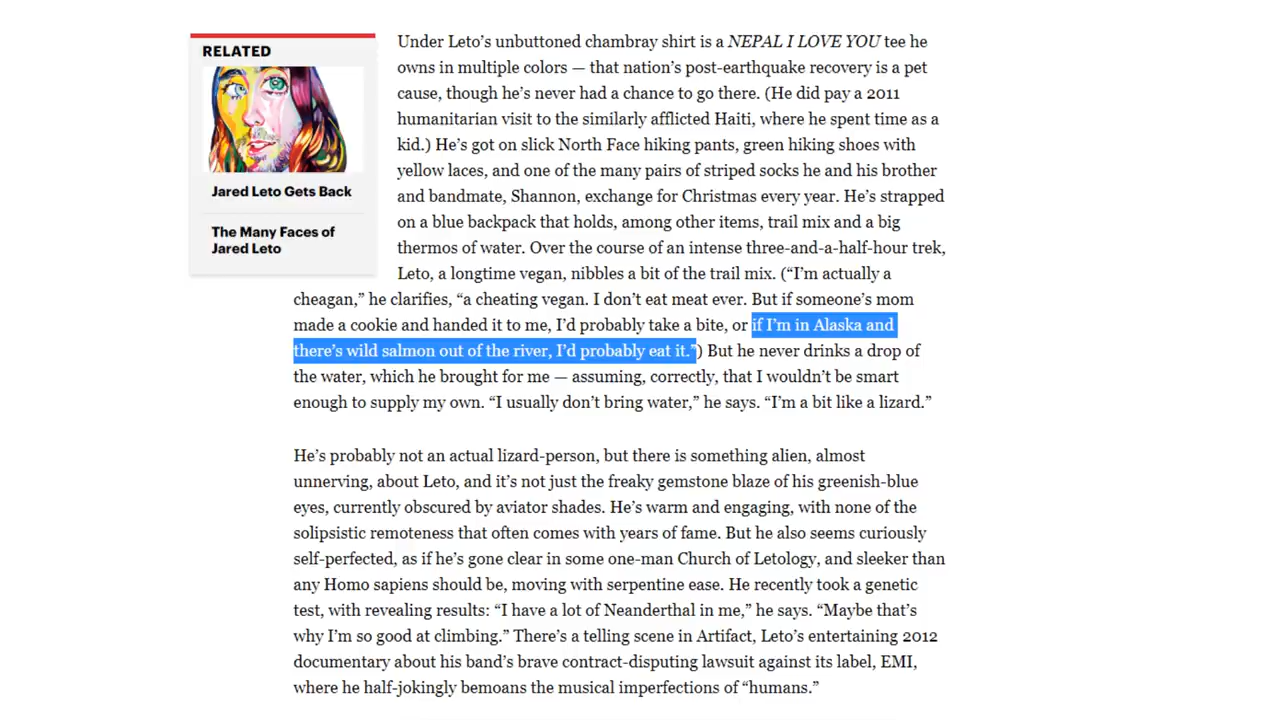 RELATED
Jared Leto Gets Back
The Many Faces of
Jared Leto
Under Leto’s unbuttoned chambray shirt is a NEPAL I LOVE YOU tee he
owns in multiple colors — that nation’s post-earthquake recovery is a pet
cause, though he’s never had a chance to go there. (He did pay a 2011
humanitarian visit to the similarly afflicted Haiti, where he spent time as a
kid.) He’s got on slick North Face hiking pants, green hiking shoes with
yellow laces, and one of the many pairs of striped socks he and his brother
and bandmate, Shannon, exchange for Christmas every year. He’s strapped
on a blue backpack that holds, among other items, trail mix and a big
thermos of water. Over the course of an intense three-and-a-half-hour trek,
Leto, a longtime vegan, nibbles a bit of the trail mix. (“I’m actually a
cheagan,” he clarifies, “a cheating vegan. I don’t eat meat ever. But if someone’s mom
made a cookie and handed it to me, I’d probably take a bite, or if I’m in Alaska and
there’s wild salmon out of the river, I’d probably eat it.”) But he never drinks a drop of
the water, which he brought for me — assuming, correctly, that I wouldn’t be smart
enough to supply my own. “I usually don’t bring water,” he says. “I’m a bit like a lizard.”
He’s probably not an actual lizard-person, but there is something alien, almost
unnerving, about Leto, and it’s not just the freaky gemstone blaze of his greenish-blue
eyes, currently obscured by aviator shades. He’s warm and engaging, with none of the
solipsistic remoteness that often comes with years of fame. But he also seems curiously
self-perfected, as if he’s gone clear in some one-man Church of Letology, and sleeker than
any Homo sapiens should be, moving with serpentine ease. He recently took a genetic
test, with revealing results: “I have a lot of Neanderthal in me,” he says. “Maybe that’s
why I’m so good at climbing.” There’s a telling scene in Artifact, Leto’s entertaining 2012
documentary about his band’s brave contract-disputing lawsuit against its label, EMI,
where he half-jokingly bemoans the musical imperfections of “humans.”